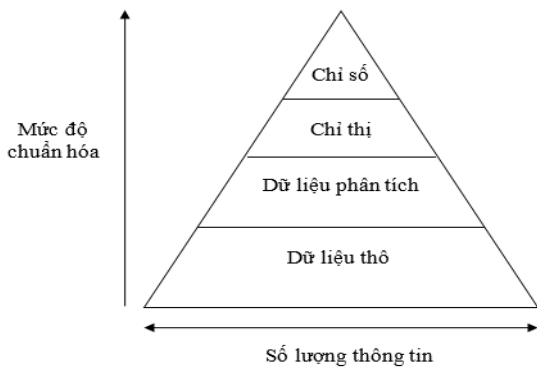 Chỉ số
Mức độ
chuẩn hóa
Chỉ thị
Dữ liệu phân tích
Dữ liệu thô
Số lượng thông tin